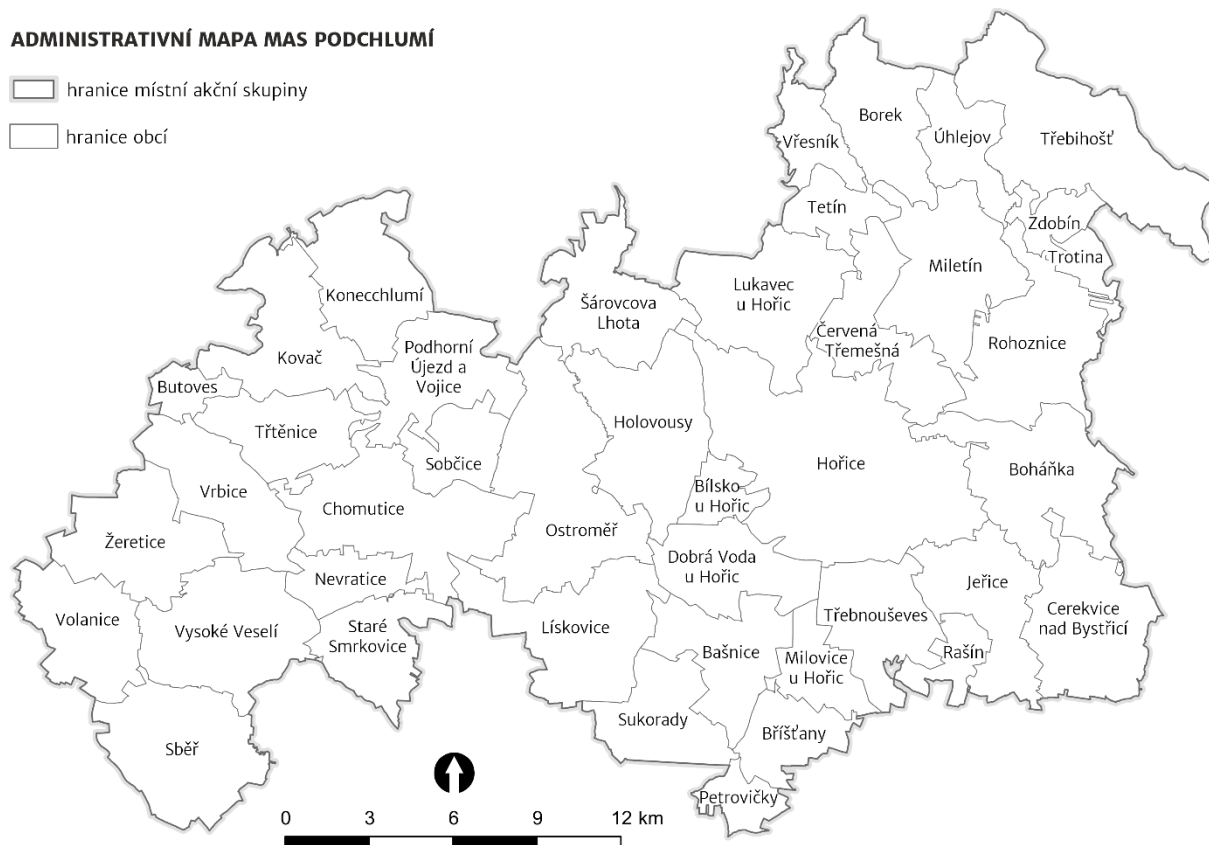 ADMINISTRATIVNÍ MAPA MAS PODCHLUMÍ
hranice místní akční skupiny
hranice obcí
Borek
Vřesník
Úhlejov
Třebihošť
Tetín
Zdobín
Trotina
Miletín
Konecchlumí
Šárovcova
Lhota
Lukavec
u Hořic
Červená
Třemešná
Rohoznice
Kovač
Podhorní
Újezd a
Vojice
Butoves
Třtěnice
Sobčice
Holovousy
Hořice
Boháňka
Bílsko
u Hořic
Vrbice
Chomutice
Ostroměř
Žeretice
Dobrá Voda
u Hořic
Nevratice
Jeřice
Volanice
Vysoké Veselí
Staré
Smrkovice
Lískovice
Třebnouševes
Cerekvice
nad Bystřicí
Bašnice
Milovice
u Hořic
Rašín
Sukorady
Bříšťany
Sběř
Petrovičky
0 3 6 9 12 km